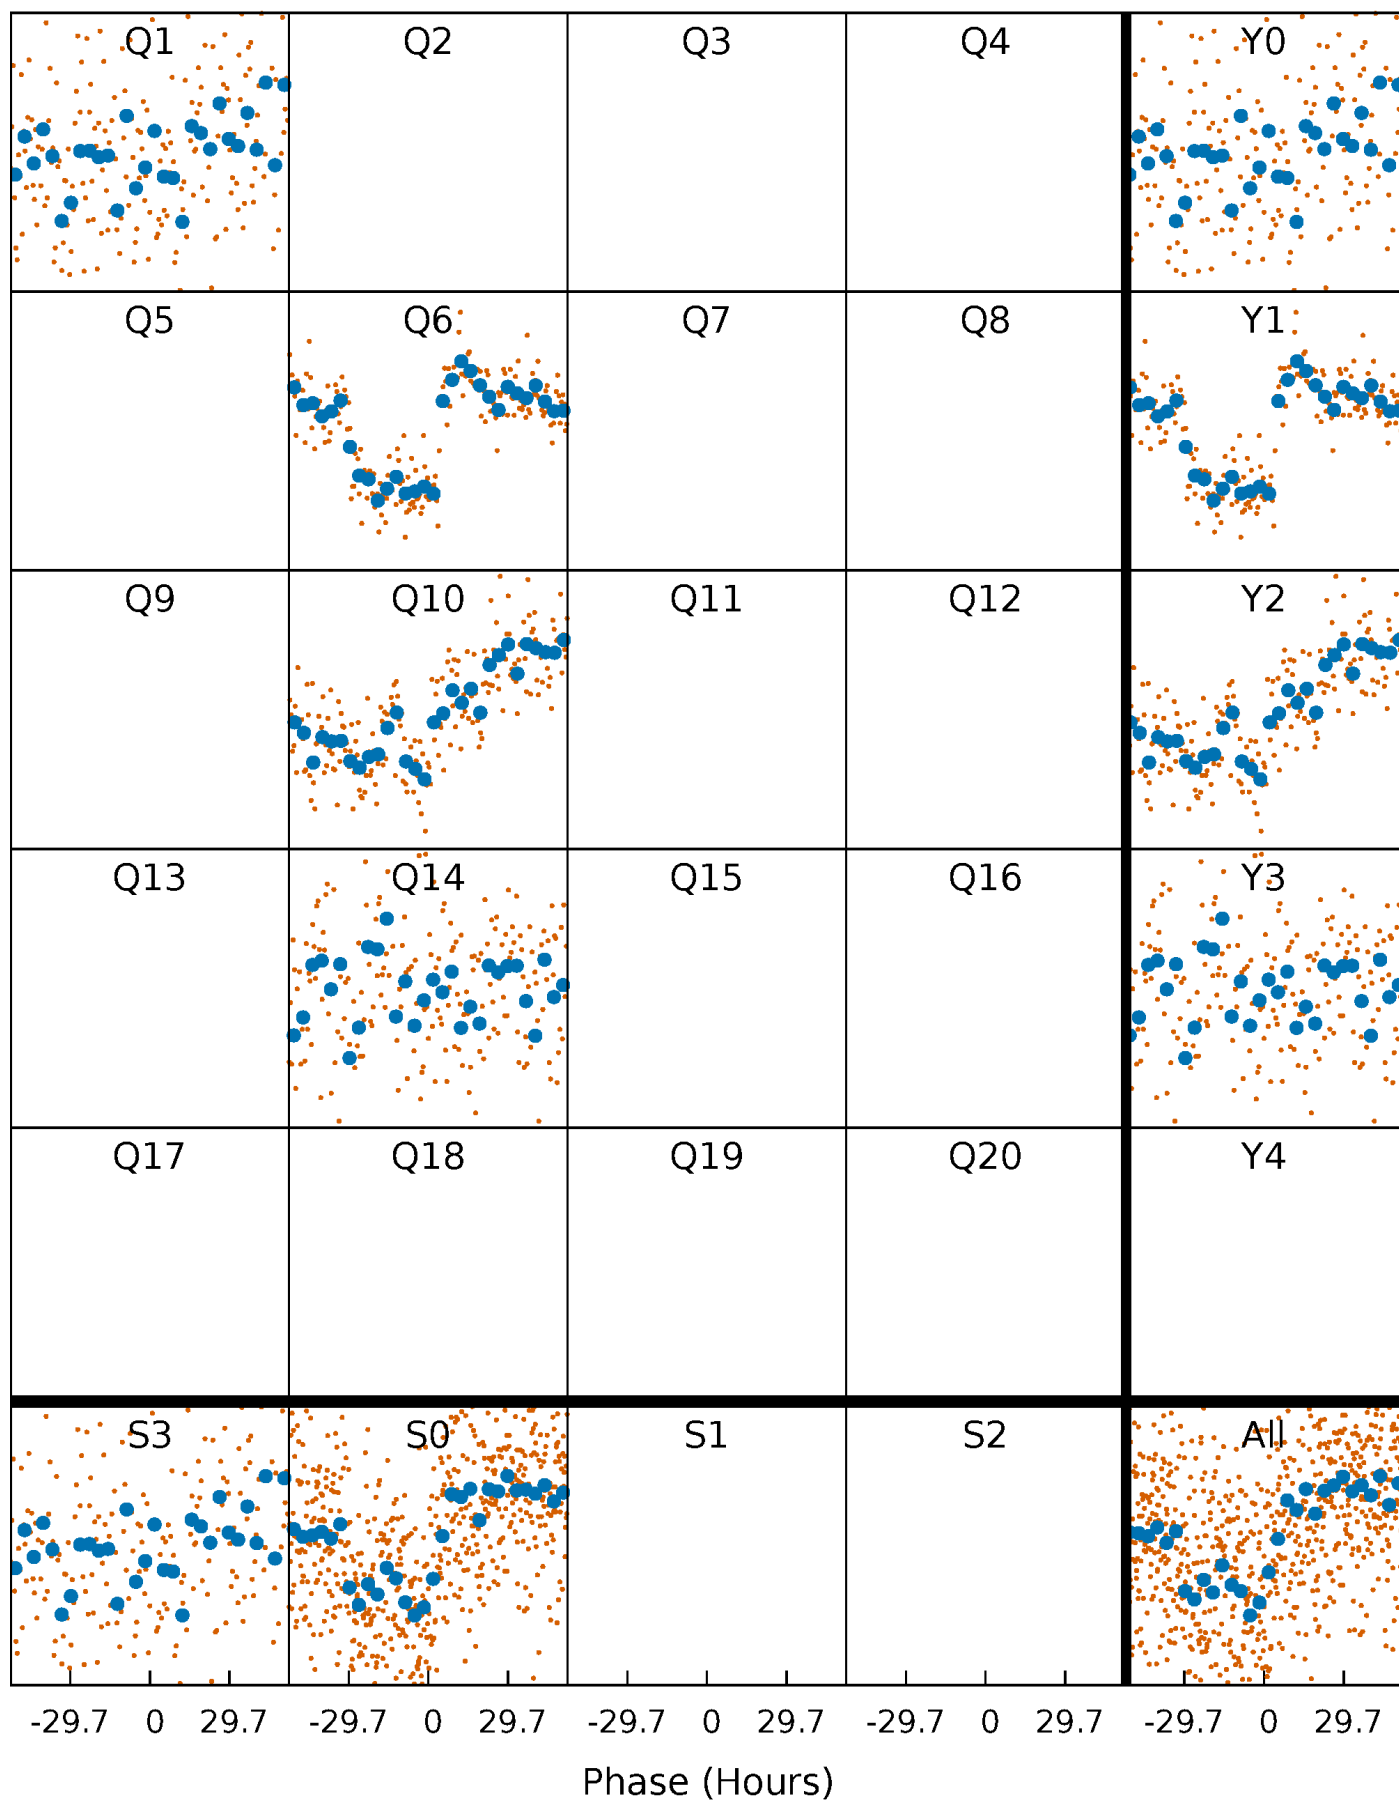 Q1 Q2 Q3 Q4 Y0
Q5 Q6 Q7 Q8 Y1
Q9 Q10 Q11 Q12 Y2
Q13 Q14 Q15 Q16 Y3
Q17 Q18 Q19 Q20 Y4
S3 S0 S1 S2 All
-29.7 0 29.7 -29.7 0 29.7 -29.7 0 29.7 -29.7 0 29.7 -29.7 0 29.7
Phase (Hours)